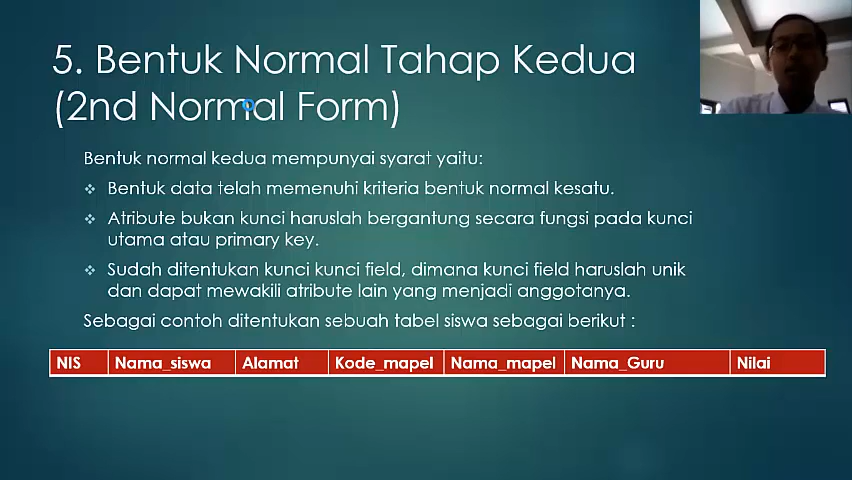 5. Bentuk Normal Tahap Kedua
(2nd Normal Form)
Bentuk normal kedua mempunyai syarat yaitu:
Bentuk data telah memenuhi kriteria bentuk normal kesatu.
Atribute bukan kunci haruslah bergantung secara fungsi pada kunci
utama atau primary key.
Sudah ditentukan kunci kunci field, dimana kunci field haruslah unik
dan dapat mewakili atribute lain yang menjadi anggotanya.
Sebagai contoh ditentukan sebuah tabel siswa sebagai berikut :
NIS Nama_siswa Alamat Kode_mapel Nama_mapel Nama_Guru Nilai